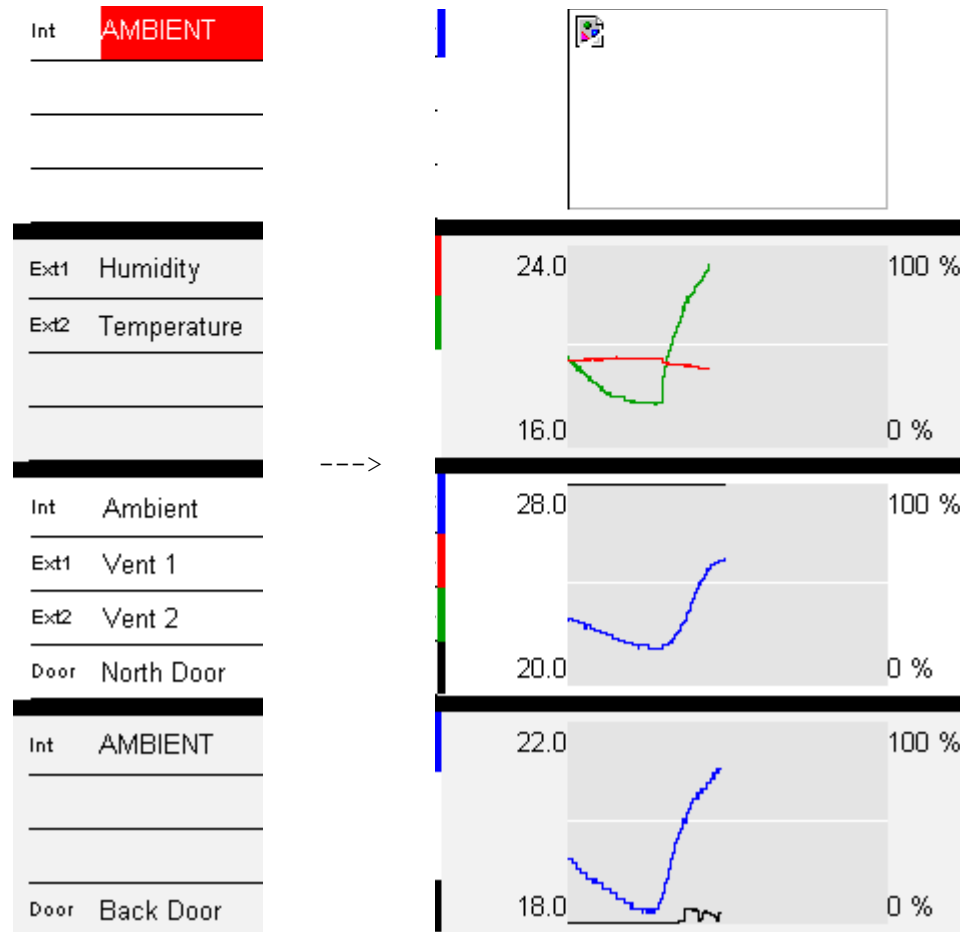 Int AMBIENT
Ext1 Humidity 24.0 100 %
Ext2 Temperature
16.0 0 %
--->
Int Ambient 28.0 100 %
Ext1 Vent 1
Ext2 Vent 2
Door North Door 20.0 0 %
Int AMBIENT 22.0 100 %
Door Back Door 18.0 0 %